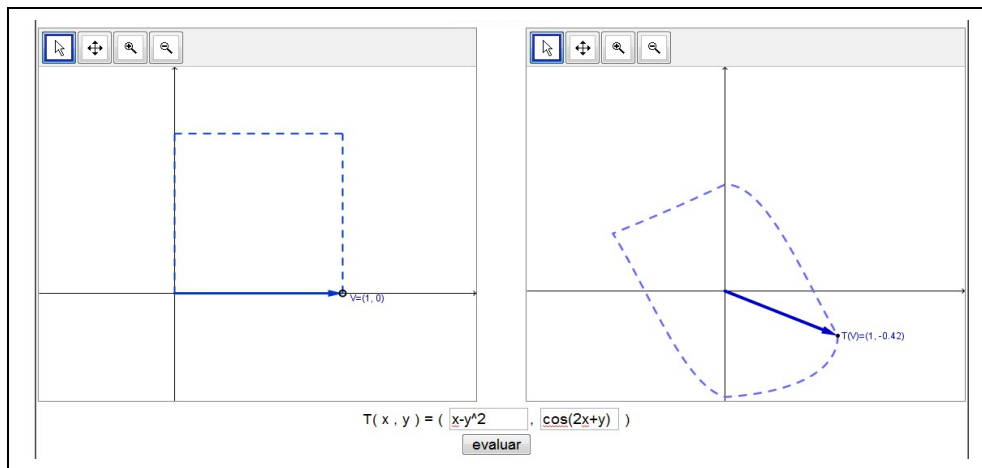 V=(1, 0)
T(V)=(1, -0.42)
T( x , y ) = ( x-y^2 , cos(2x+y) )
evaluar